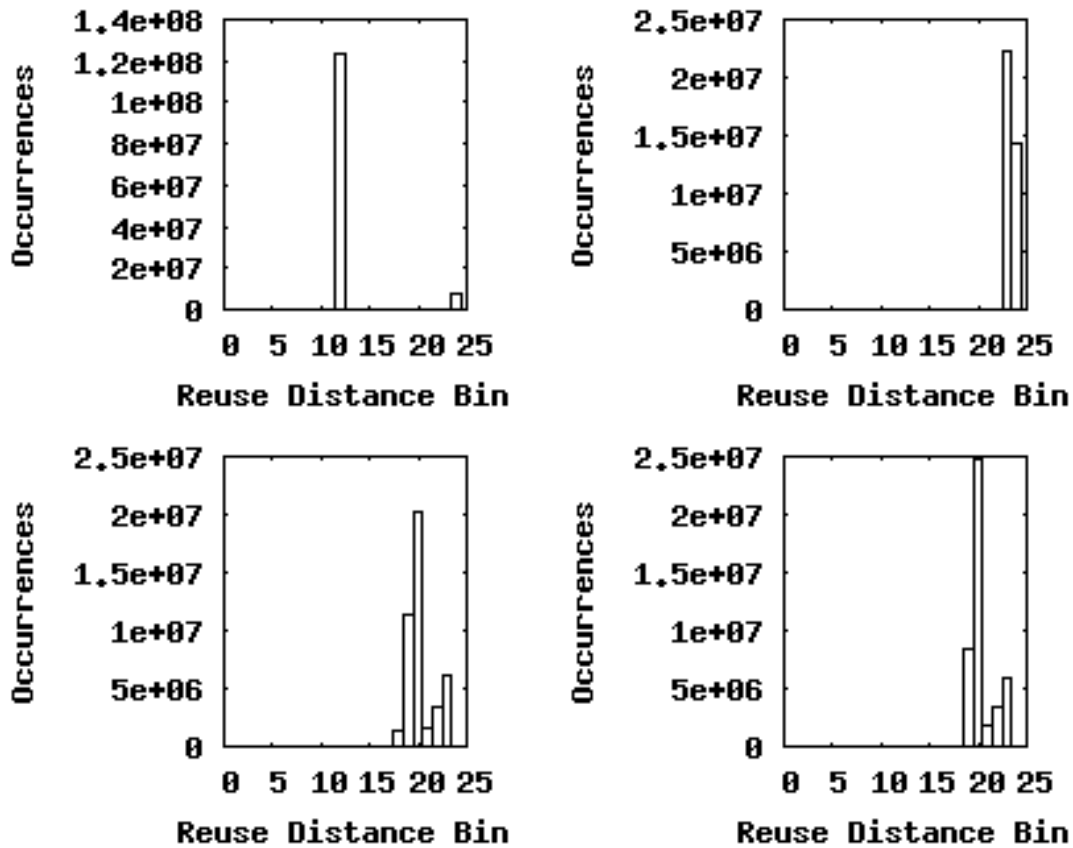 1.4e+08
1.2e+08
1e+08
8e+07
6e+07
4e+07
2e+07
0
Occurrences
0 5 10 15 20 25
Reuse Distance Bin
2.5e+07
2e+07
1.5e+07
1e+07
5e+06
0
Occurrences
0 5 10 15 20 25
Reuse Distance Bin
2.5e+07
2e+07
1.5e+07
1e+07
5e+06
0
Occurrences
0 5 10 15 20 25
Reuse Distance Bin
2.5e+07
2e+07
1.5e+07
1e+07
5e+06
0
Occurrences
0 5 10 15 20 25
Reuse Distance Bin